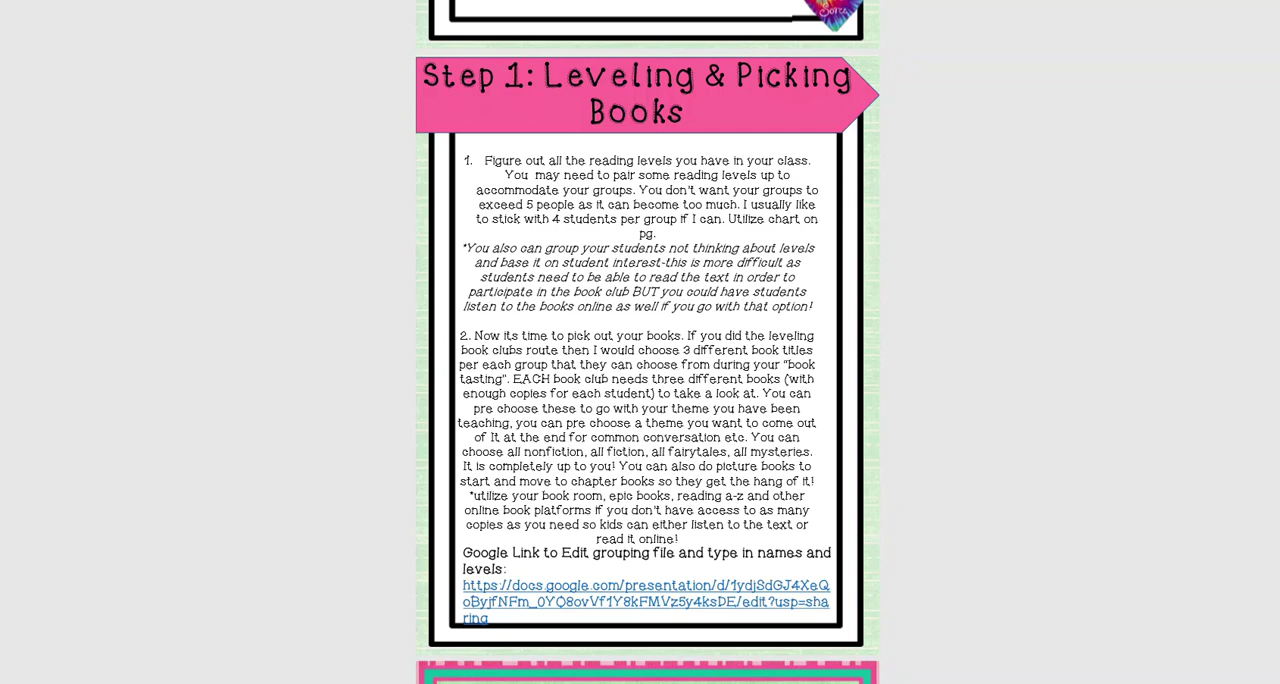 Sorts
Step 1: Leveling & Picking
Books
1. Figure out all the reading levels you have in your class.
You may need to pair some reading levels up to
accommodate your groups. You don't want your groups to
exceed 5 people as it can become too much. I usually like
to stick with 4 students per group if I can. Utilize chart on
pg.
*You also can group your students not thinking about levels
and base it on student interest-this is more difficult as
students need to be able to read the text in order to
participate in the book club BUT you could have students
listen to the books online as well if you go with that option!
2. Now its time to pick out your books. If you did the leveling
book clubs route then I would choose 3 different book titles
per each group that they can choose from during your "book
tasting". EACH book club needs three different books (with
enough copies for each student) to take a look at. You can
pre choose these to go with your theme you have been
teaching, you can pre choose a theme you want to come out
of it at the end for common conversation etc. You can
choose all nonfiction, all fiction, all fairytales, all mysteries.
It is completely up to you! You can also do picture books to
start and move to chapter books so they get the hang of it!
*utilize your book room, epic books, reading a-z and other
online book platforms if you don't have access to as many
copies as you need so kids can either listen to the text or
read it online!
Google Link to Edit grouping file and type in names and
levels:
https://docs.google.com/presentation/d/1ydjSdGJ4XeQ
oByjfNFm_0YQ8ovVf1Y8kFMVz5y4ksDE/edit?usp=sha
ring